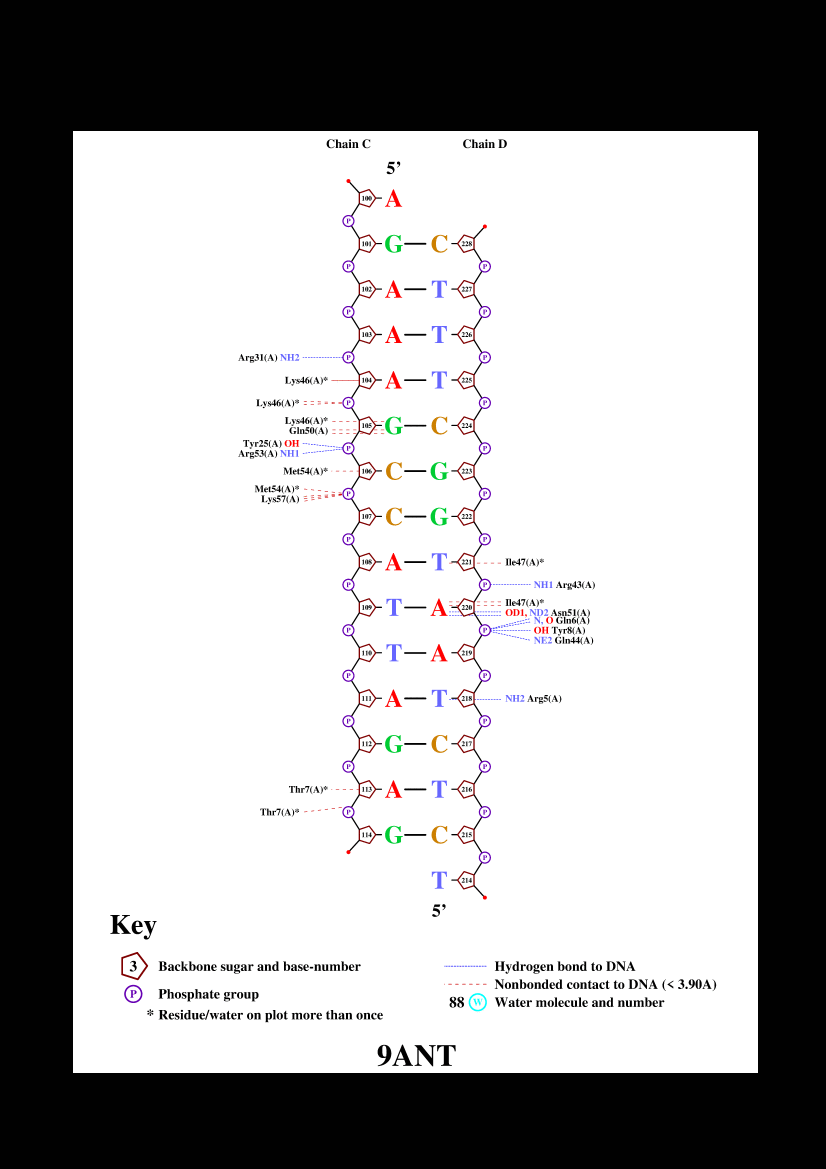 Chain C Chain D
5’
100 A
P
101 G C 228
P P
102 A T 227
P P
103 A T 226
Arg31(A) NH2 P P
Lys46(A)* 104 A T 225
Lys46(A)* P P
Lys46(A)* 105 G C 224
Gln50(A)
Tyr25(A) OH P P
Arg53(A) NH1
Met54(A)* 106 C G 223
Met54(A)* P P
Lys57(A)
107 C G 222
P P
108 A T 221 Ile47(A)*
P P NH1 Arg43(A)
109 T A 220 Ile47(A)*
OD1, ND2 Asn51(A)
N, O Gln6(A)
P P OH Tyr8(A)
NE2 Gln44(A)
110 T A 219
P P
111 A T 218 NH2 Arg5(A)
P P
112 G C 217
P P
Thr7(A)* 113 A T 216
Thr7(A)* P P
114 G C 215
P
T 214
5’
Key
3 Backbone sugar and base-number
P Phosphate group
* Residue/water on plot more than once
Hydrogen bond to DNA
Nonbonded contact to DNA (< 3.90A)
88 W Water molecule and number
9ANT